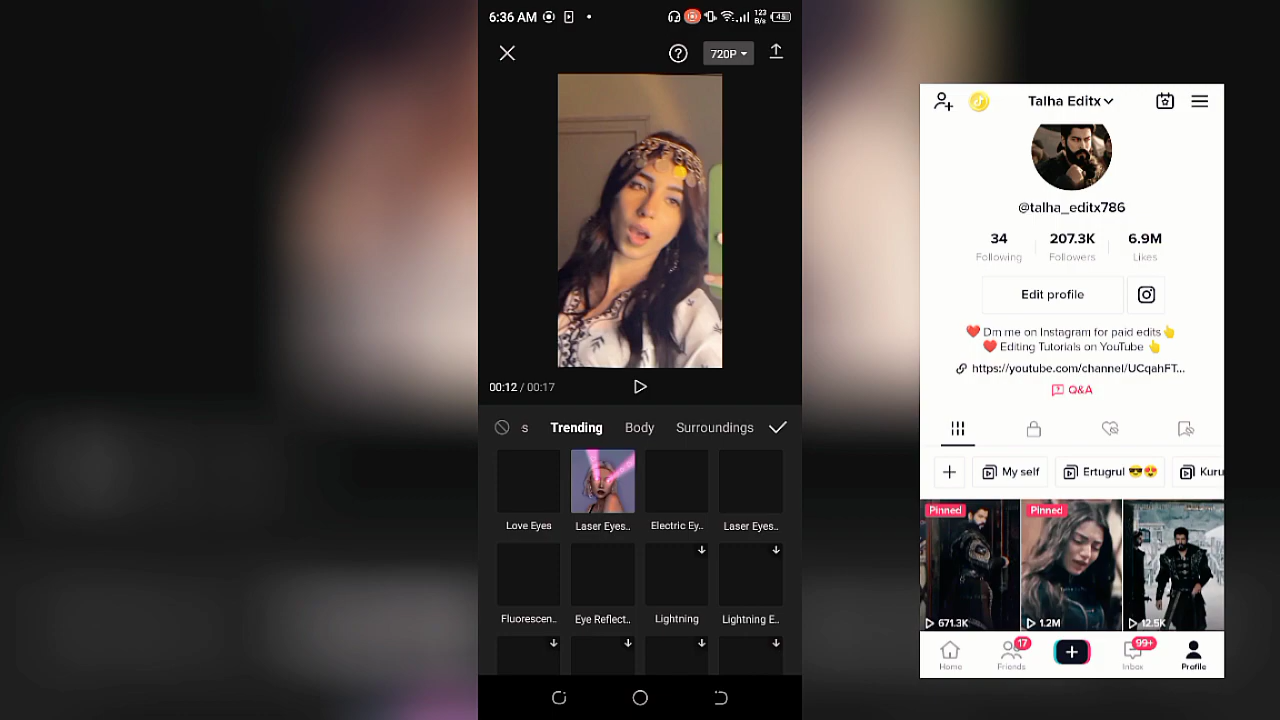 6:36 AM
123
B/s
48
720P
00:12 / 00:17
s
Trending
Body
Surroundings
Love Eyes
Laser Eyes..
Electric Ey..
Laser Eyes..
Fluorescen..
Eye Reflect..
Lightning
Lightning E..
Talha Editx
@talha_editx786
34
207.3K
6.9M
Following
Followers
Likes
Edit profile
❤️ Dm me on Instagram for paid edits👆
❤️ Editing Tutorials on YouTube 👆
https://youtube.com/channel/UCqahFT...
Q&A
My self
Ertugrul 😎😍
Kuru
Pinned
Pinned
671.3K
1.2M
12.5K
17
99+
Home
Friends
Inbox
Profile